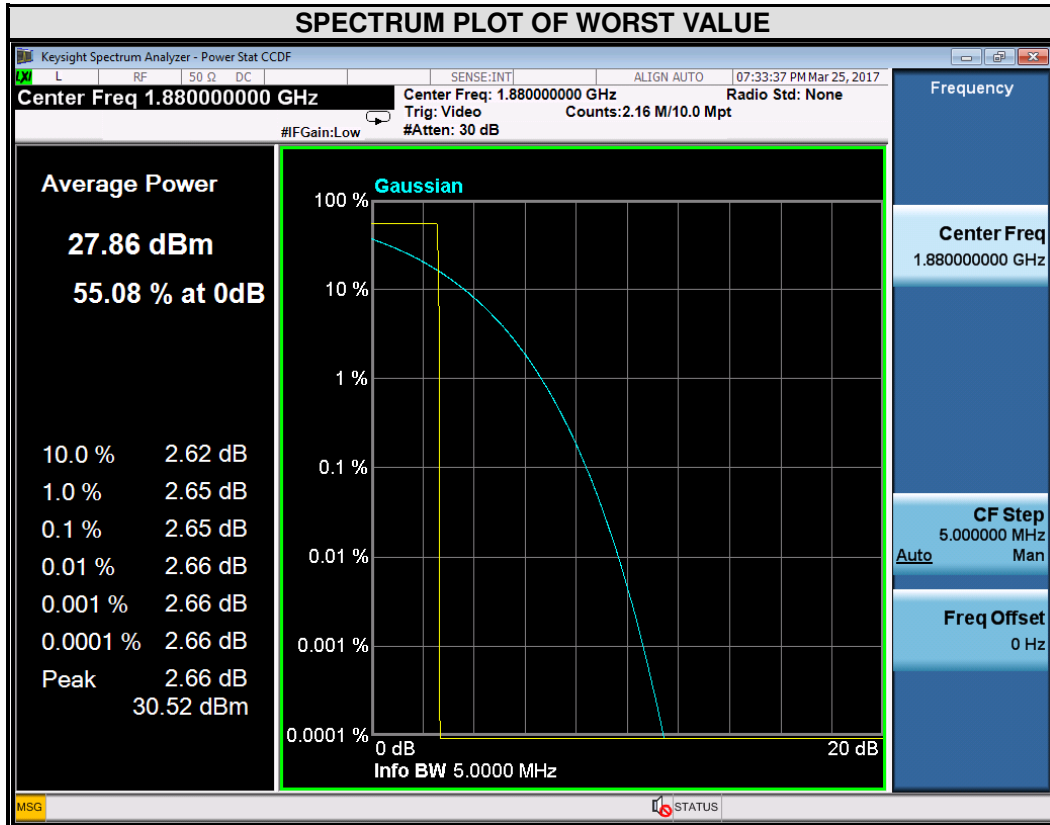 SPECTRUM PLOT OF WORST VALUE
Keysight Spectrum Analyzer - Power Stat CCDF
LXI L RF 50 Ω DC SENSE:INT ALIGN AUTO 07:33:37 PM Mar 25, 2017
Center Freq 1.880000000 GHz
Center Freq: 1.880000000 GHz Radio Std: None
Trig: Video Counts:2.16 M/10.0 Mpt
#IFGain:Low #Atten: 30 dB
Average Power
27.86 dBm
55.08 % at 0dB
10.0 % 2.62 dB
1.0 % 2.65 dB
0.1 % 2.65 dB
0.01 % 2.66 dB
0.001 % 2.66 dB
0.0001 % 2.66 dB
Peak 2.66 dB
30.52 dBm
Gaussian
100 %
10 %
1 %
0.1 %
0.01 %
0.001 %
0.0001 %
0 dB 20 dB
Info BW 5.0000 MHz
Frequency
Center Freq
1.880000000 GHz
CF Step
5.000000 MHz
Auto Man
Freq Offset
0 Hz
MSG STATUS